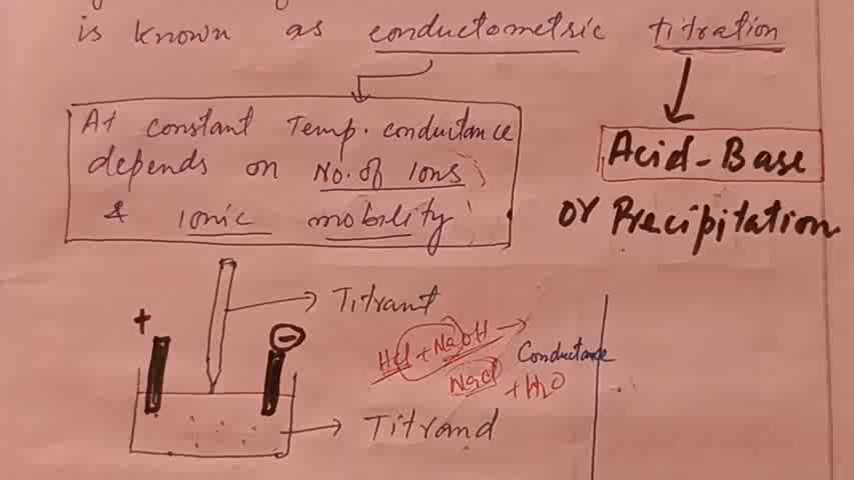 is known as conductometric titration
At constant Temp. conductance
depends on No. of Ions
& Ionic mobility
Acid-Base
or Precipitation
+
Titrant
-
HCl + NaOH →
NaCl + H2O
Conductance
Titrand